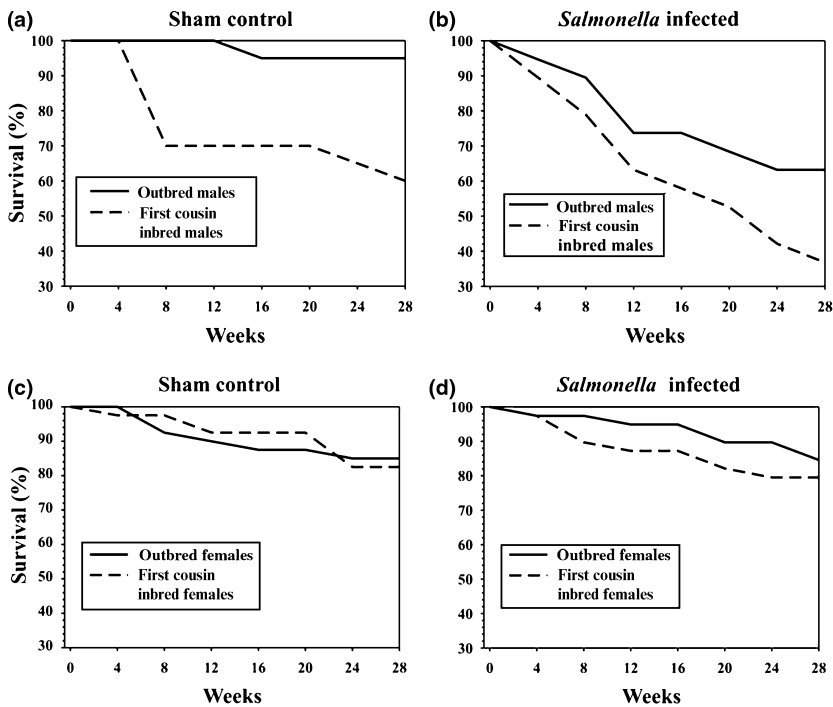 (a) Sham control
100
90
80
70
60
50
40
30
Survival (%)
Outbred males
First cousin
inbred males
0 4 8 12 16 20 24 28
Weeks
(b) Salmonella infected
100
90
80
70
60
50
40
30
Outbred males
First cousin
inbred males
0 4 8 12 16 20 24 28
Weeks
(c) Sham control
100
90
80
70
60
50
40
30
Survival (%)
Outbred females
First cousin
inbred females
0 4 8 12 16 20 24 28
Weeks
(d) Salmonella infected
100
90
80
70
60
50
40
30
Outbred females
First cousin
inbred females
0 4 8 12 16 20 24 28
Weeks